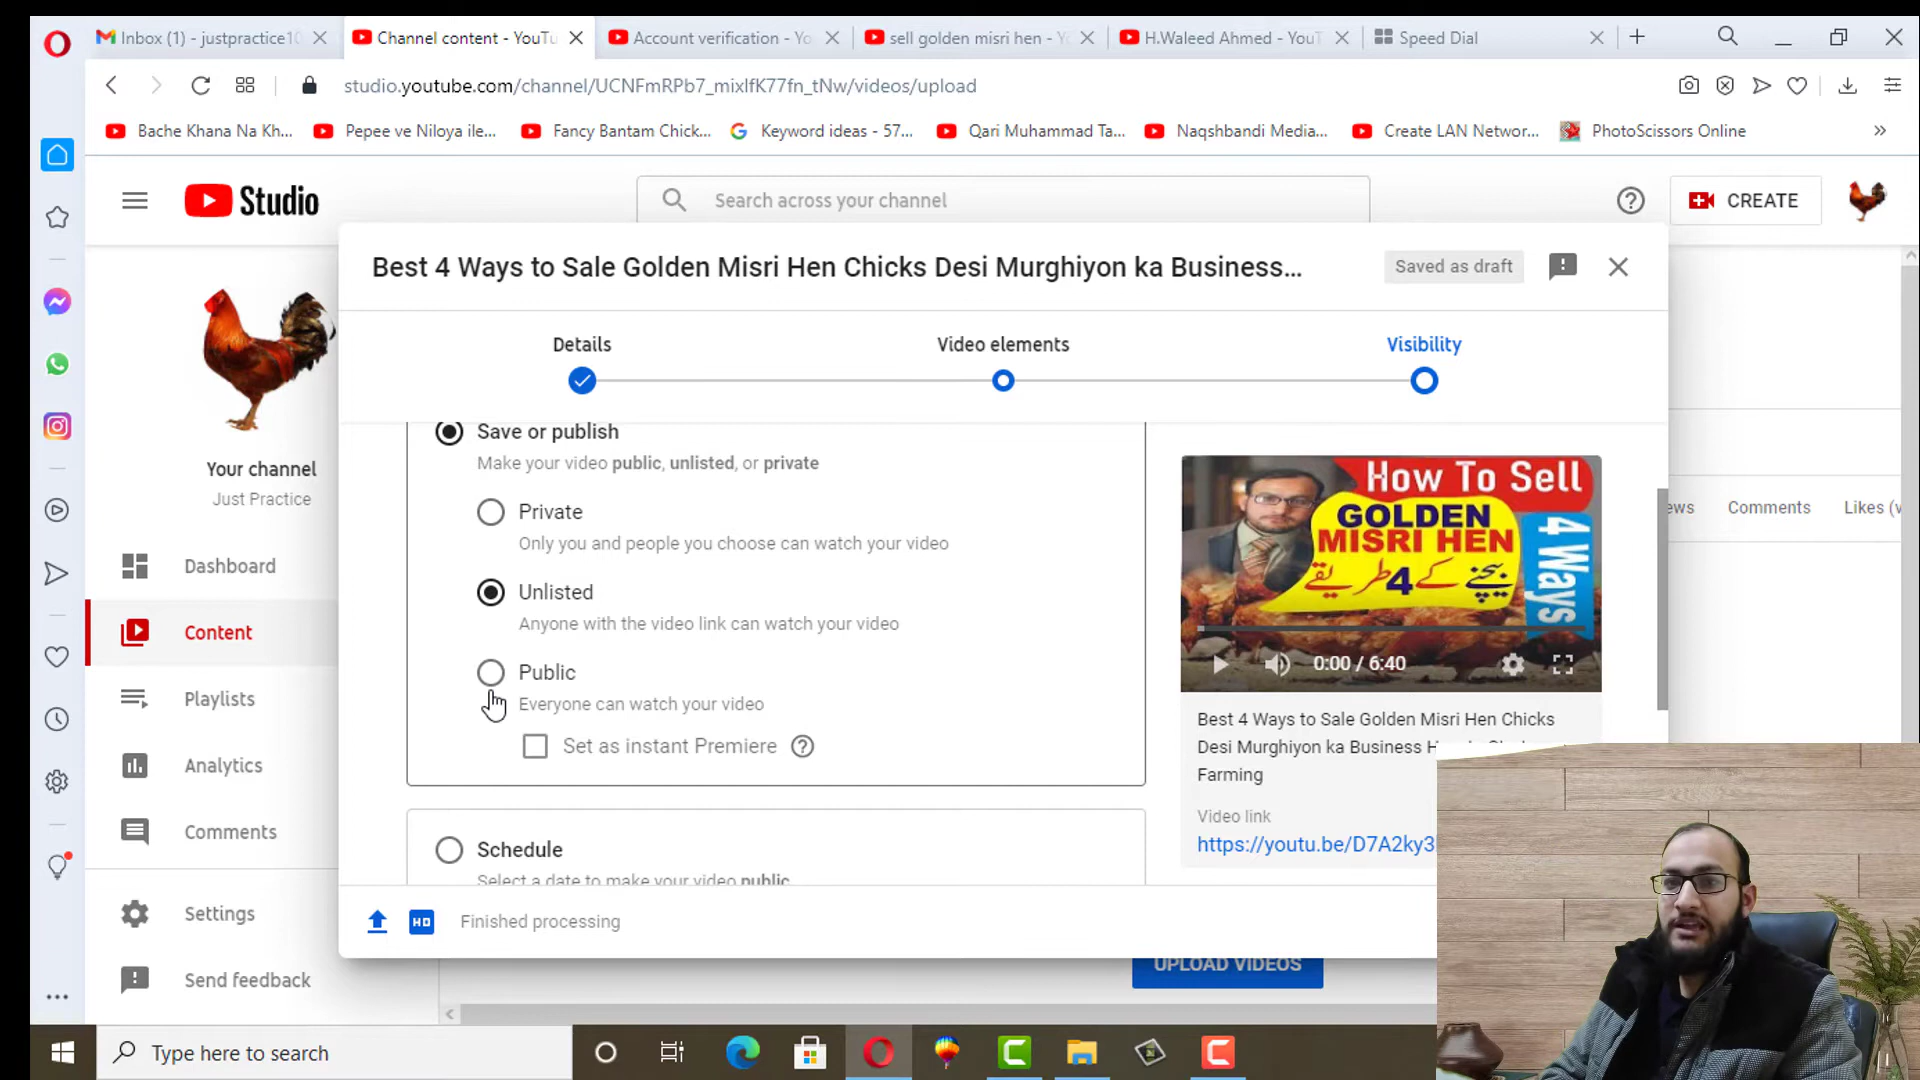 Inbox (1) - justpractice10
Channel content - YouTu
Account verification - Yo
sell golden misri hen -
H.Waleed Ahmed - YouT
Speed Dial
studio.youtube.com/channel/UCNFmRPb7_mixlfK77fn_tNw/videos/upload
Bache Khana Na Kh...
Pepee ve Niloya ile...
Fancy Bantam Chick...
Keyword ideas - 57...
Qari Muhammad Ta...
Naqshbandi Media...
Create LAN Networ...
PhotoScissors Online
»
Studio
Search across your channel
CREATE
Best 4 Ways to Sale Golden Misri Hen Chicks Desi Murghiyon ka Business...
Saved as draft
Details
Video elements
Visibility
Save or publish
Make your video public, unlisted, or private
Private
Only you and people you choose can watch your video
Unlisted
Anyone with the video link can watch your video
Public
Everyone can watch your video
Set as instant Premiere
Schedule
Select a date to make your video public
HD Finished processing
UPLOAD VIDEOS
How To Sell
GOLDEN
MISRI HEN
بیچنے کے 4 طریقے
4 Ways
0:00 / 6:40
Best 4 Ways to Sale Golden Misri Hen Chicks
Desi Murghiyon ka Business
Farming
Video link
https://youtu.be/D7A2ky3
Comments
Likes (v
Your channel
Just Practice
Dashboard
Content
Playlists
Analytics
Comments
Settings
Send feedback
Type here to search